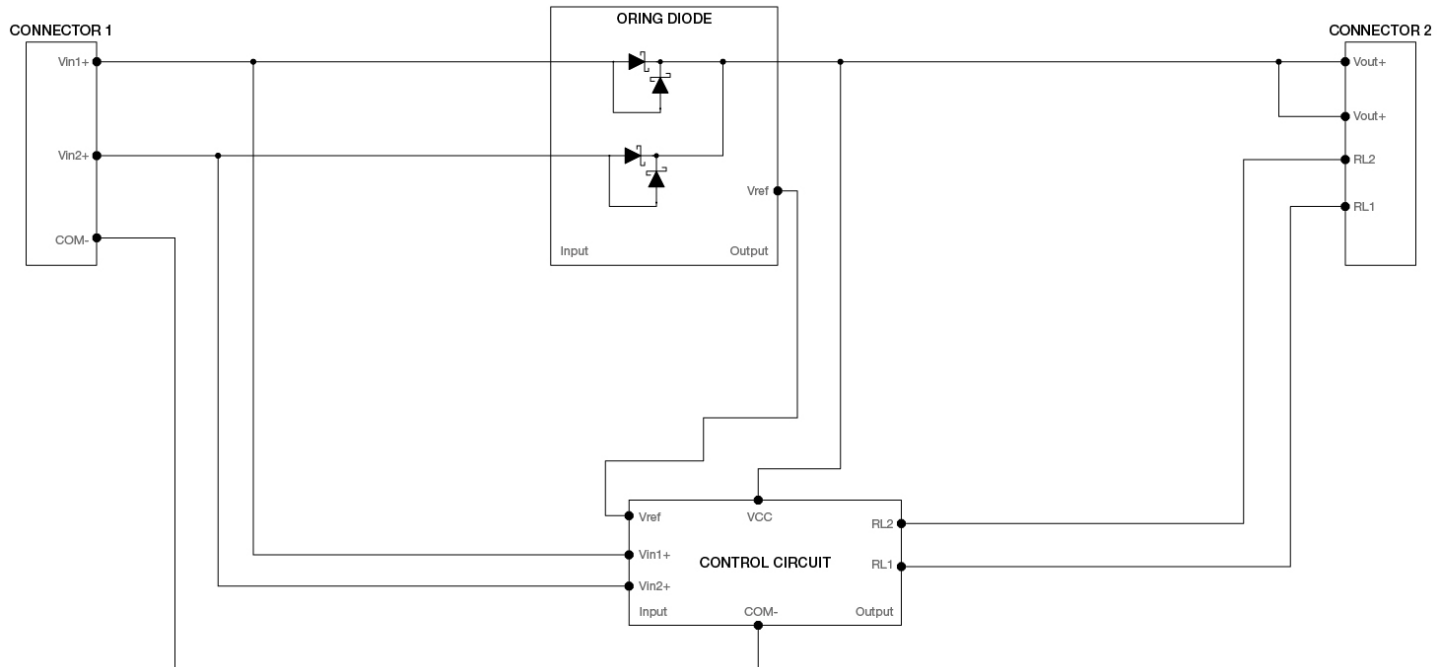 ORING DIODE
CONNECTOR 1
CONNECTOR 2
Vin1+
Vout+
Vout+
Vin2+
RL2
Vref
RL1
COM-
Input
Output
Vref
VCC
RL2
Vin1+
CONTROL CIRCUIT
RL1
Vin2+
Input
COM-
Output